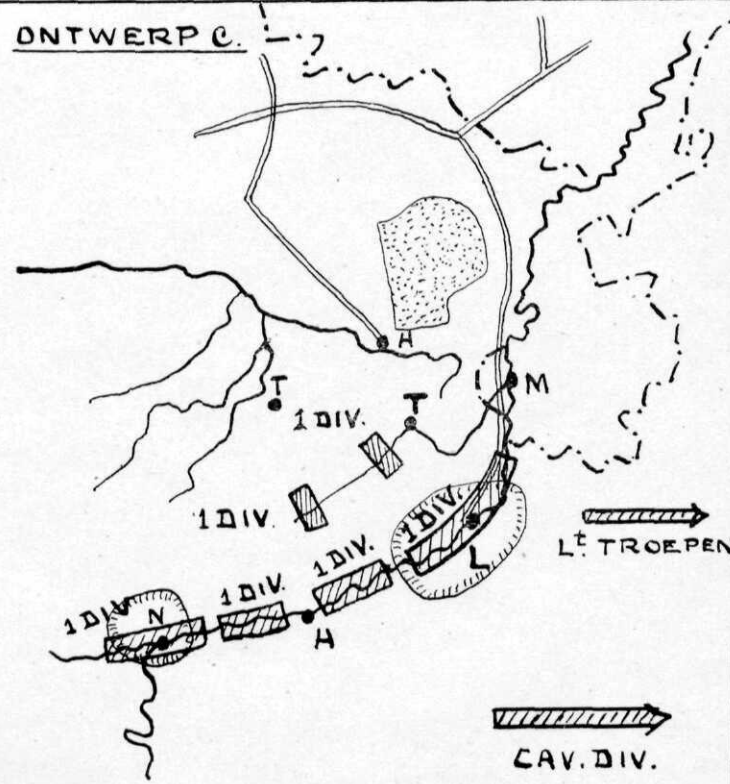 ONTWERP C.
H
M
T
T
1 DIV.
1 DIV.
1 DIV.
L
Lt TROEPEN
1 DIV.
1 DIV.
H
1 DIV
N
CAV. DIV.